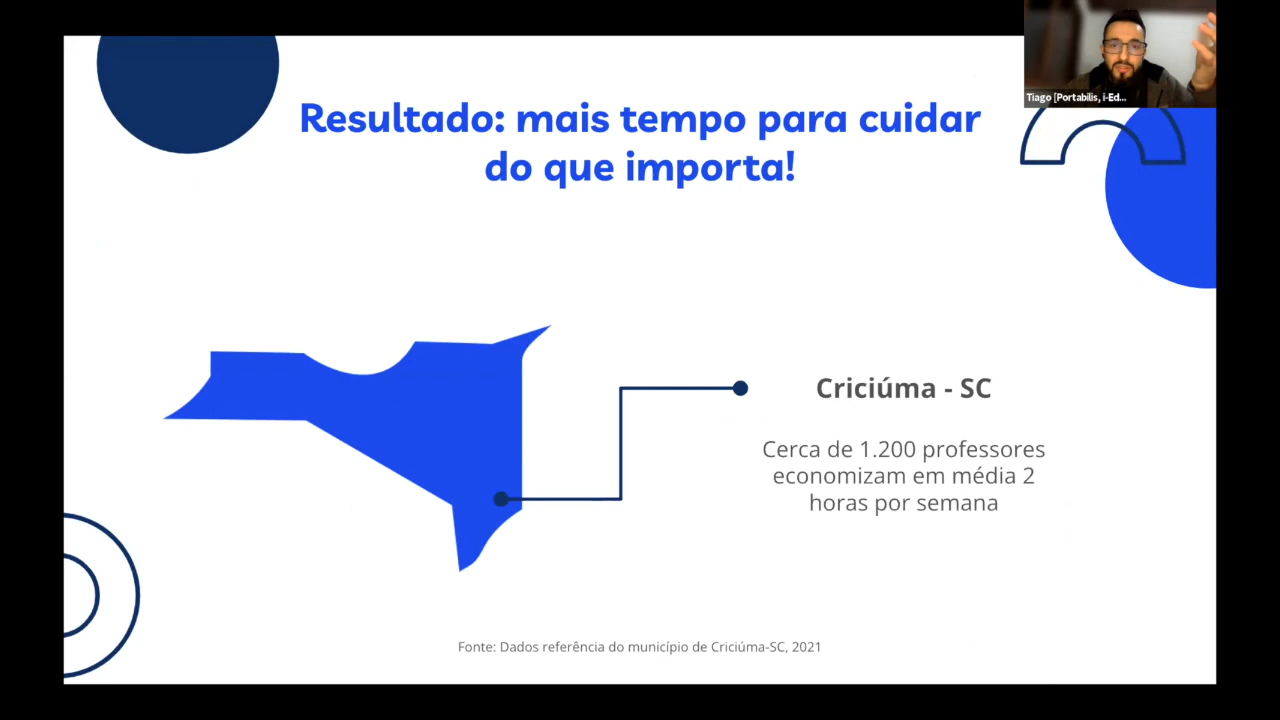 Resultado: mais tempo para cuidar
do que importa!
Tiago [Portabilis, i-Ed...
Criciúma - SC
Cerca de 1.200 professores
economizam em média 2
horas por semana
Fonte: Dados referência do município de Criciúma-SC, 2021